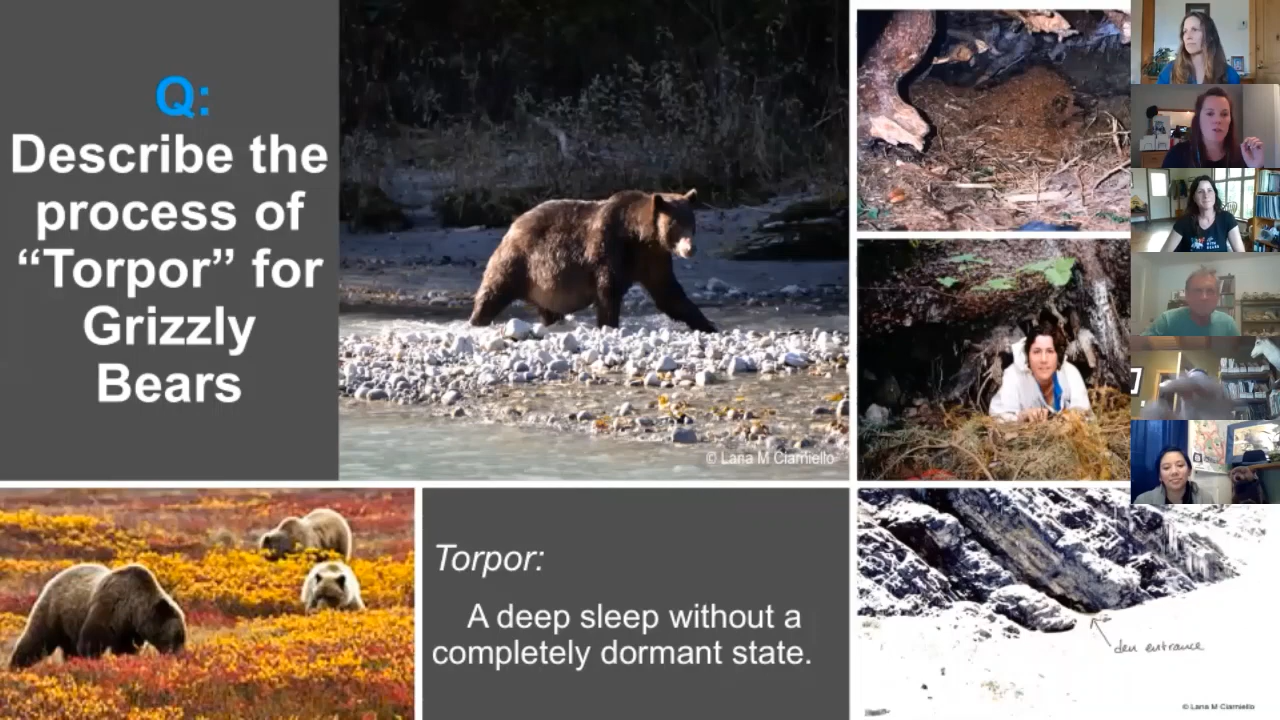 Q:
Describe the
process of
“Torpor” for
Grizzly
Bears
© Lana M Ciarniello
Torpor:
A deep sleep without a
completely dormant state.
den entrance
© Lana M Ciarniello